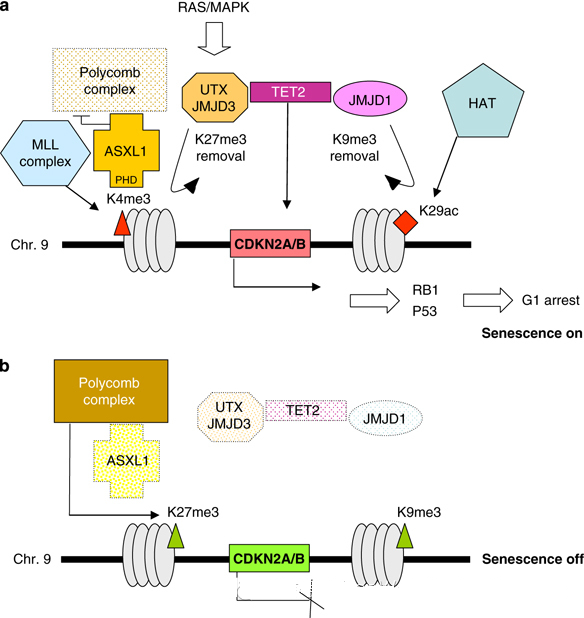 a
RAS/MAPK
Polycomb
complex
UTX
JMJD3
TET2
JMJD1
HAT
MLL
complex
ASXL1
PHD
K27me3
removal
K9me3
removal
K4me3
K29ac
Chr. 9
CDKN2A/B
RB1
P53
G1 arrest
Senescence on
b
Polycomb
complex
UTX
JMJD3
TET2
JMJD1
ASXL1
K27me3
K9me3
Chr. 9
CDKN2A/B
Senescence off